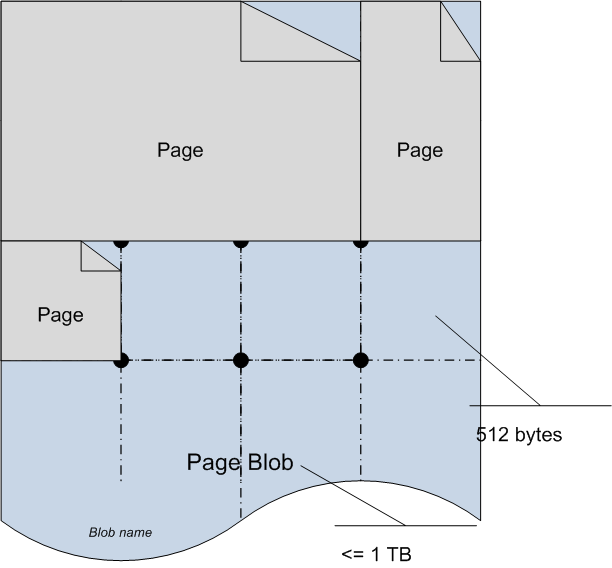 Page
Page
Page
512 bytes
Page Blob
Blob name
<= 1 TB